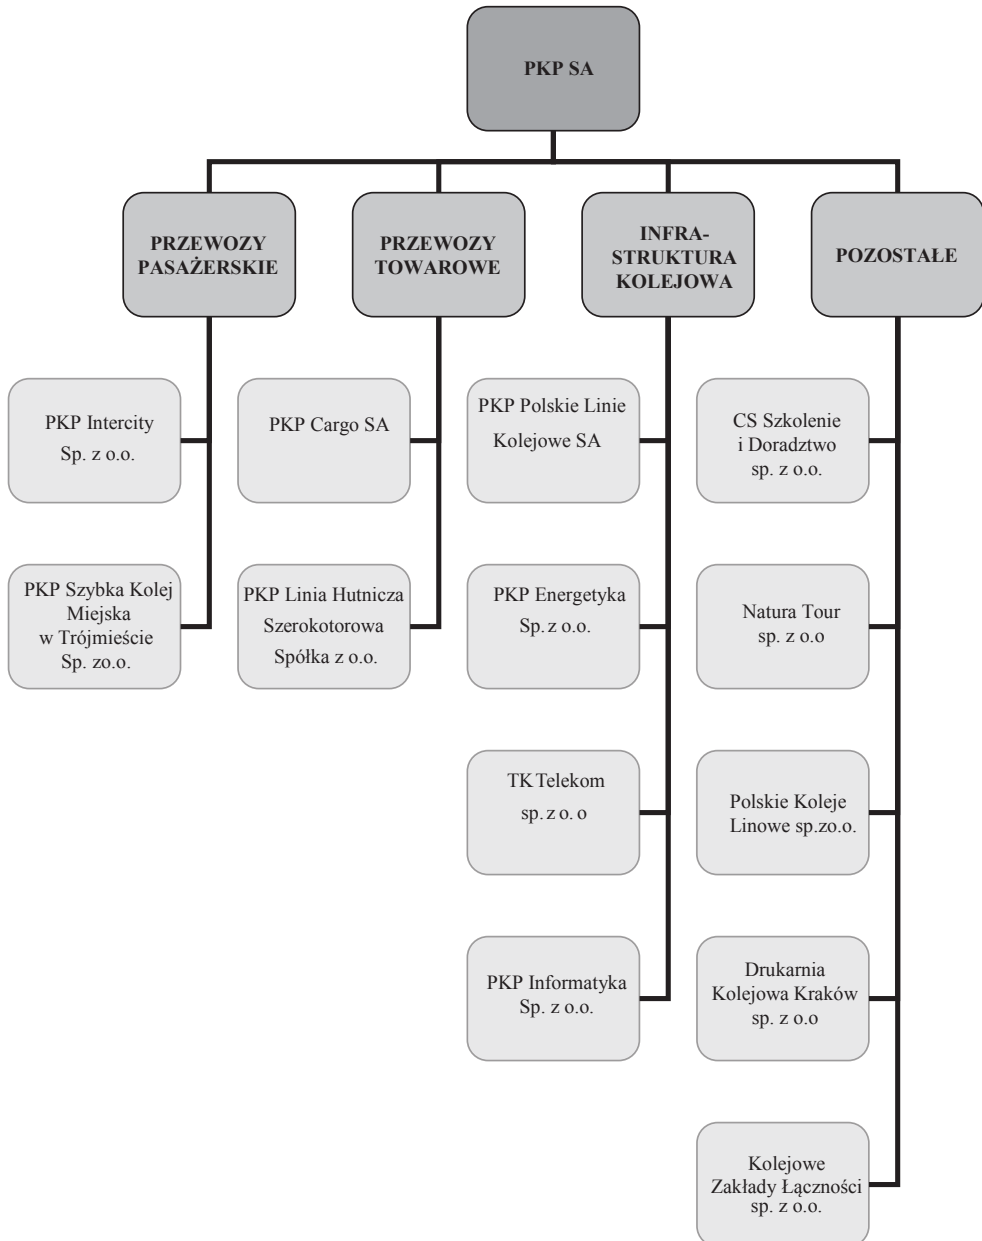 PKP SA
PRZEWOZY
PASAŻERSKIE
PRZEWOZY
TOWAROWE
INFRA-
STRUKTURA
KOLEJOWA
POZOSTAŁE
PKP Intercity
Sp. z o.o.
PKP Szybka Kolej
Miejska
w Trójmieście
Sp. zo.o.
PKP Cargo SA
PKP Linia Hutnicza
Szerokotorowa
Spółka z o.o.
PKP Polskie Linie
Kolejowe SA
PKP Energetyka
Sp. z o.o.
TK Telekom
sp. z o. o
PKP Informatyka
Sp. z o.o.
CS Szkolenie
i Doradztwo
sp. z o.o.
Natura Tour
sp. z o.o
Polskie Koleje
Linowe sp.zo.o.
Drukarnia
Kolejowa Kraków
sp. z o.o
Kolejowe
Zakłady Łączności
sp. z o.o.